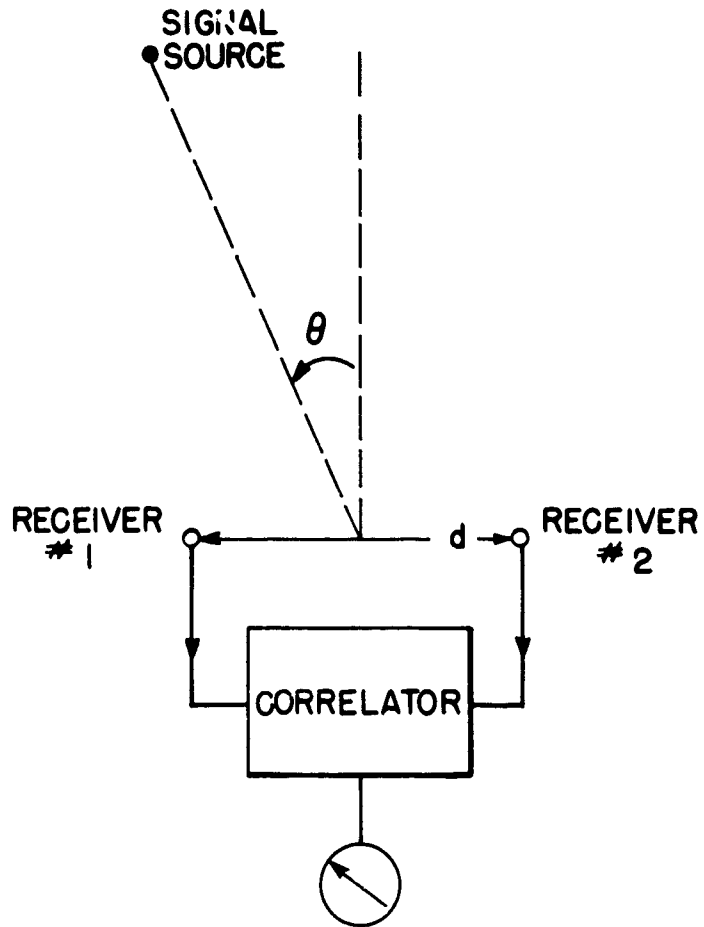 SIGNAL
SOURCE
θ
RECEIVER
# 1
d
RECEIVER
# 2
CORRELATOR